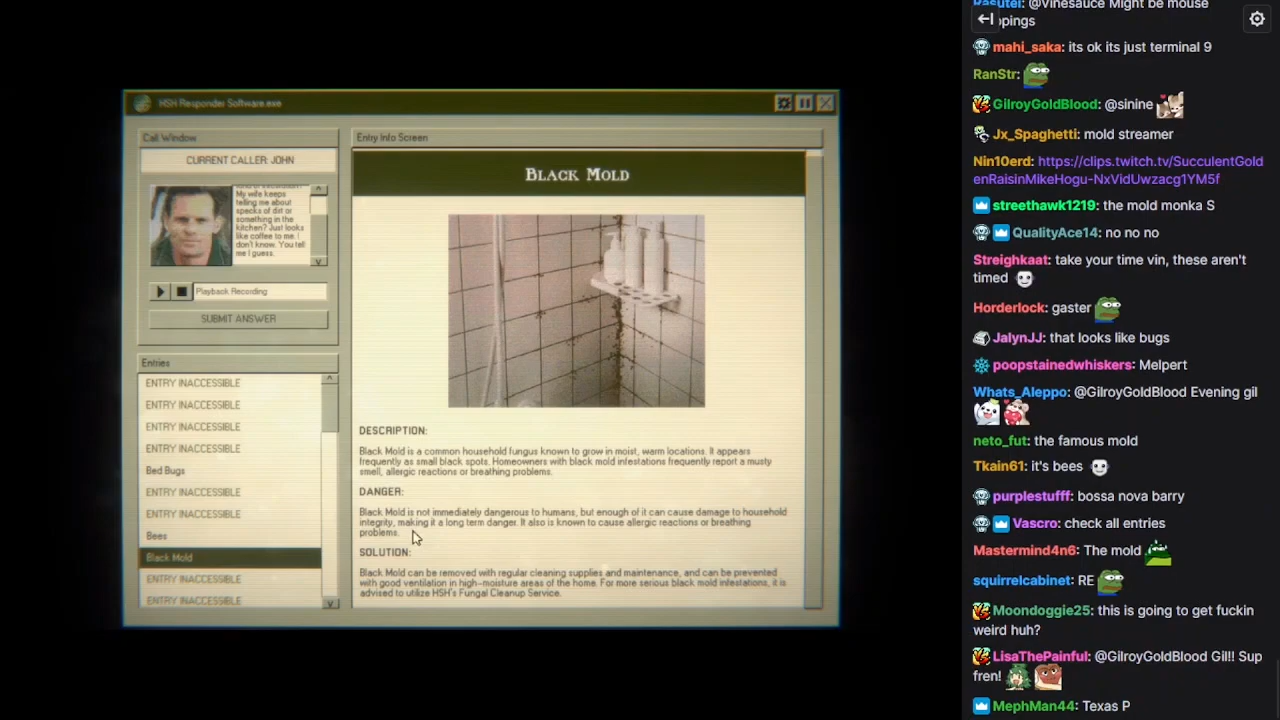 HSH Responder Software.exe
Call Window
CURRENT CALLER: JOHN
My wife keeps
telling me about
specks of dirt or
something in the
kitchen? Just looks
like coffee to me. I
don't know. You tell
me I guess.
Playback Recording
SUBMIT ANSWER
Entries
ENTRY INACCESSIBLE
ENTRY INACCESSIBLE
ENTRY INACCESSIBLE
ENTRY INACCESSIBLE
Bed Bugs
ENTRY INACCESSIBLE
ENTRY INACCESSIBLE
Bees
Black Mold
ENTRY INACCESSIBLE
ENTRY INACCESSIBLE
Entry Info Screen
BLACK MOLD
DESCRIPTION:
Black Mold is a common household fungus known to grow in moist, warm locations. It appears
frequently as small black spots. Homeowners with black mold infestations frequently report a musty
smell, allergic reactions or breathing problems.
DANGER:
Black Mold is not immediately dangerous to humans, but enough of it can cause damage to household
integrity, making it a long term danger. It also is known to cause allergic reactions or breathing
problems.
SOLUTION:
Black Mold can be removed with regular cleaning supplies and maintenance, and can be prevented
with good ventilation in high-moisture areas of the home. For more serious black mold infestations, it is
advised to utilize HSH's Fungal Cleanup Service.
Rasutei: @Vinesauce Might be mouse
mahi_saka: its ok its just terminal 9
RanStr:
GilroyGoldBlood: @sinine
Jx_Spaghetti: mold streamer
Nin10erd: https://clips.twitch.tv/SucculentGold
enRaisinMikeHogu-NxVidUwzacg1YM5f
streethawk1219: the mold monka S
QualityAce14: no no no
Streighkaat: take your time vin, these aren't
timed
Horderlock: gaster
JalynJJ: that looks like bugs
poopstainedwhiskers: Melpert
Whats_Aleppo: @GilroyGoldBlood Evening gil
neto_fut: the famous mold
Tkain61: it's bees
purplestufff: bossa nova barry
Vascro: check all entries
Mastermind4n6: The mold
squirrelcabinet: RE
Moondoggie25: this is going to get fuckin
weird huh?
LisaThePainful: @GilroyGoldBlood Gil!! Sup
fren!
MephMan44: Texas P